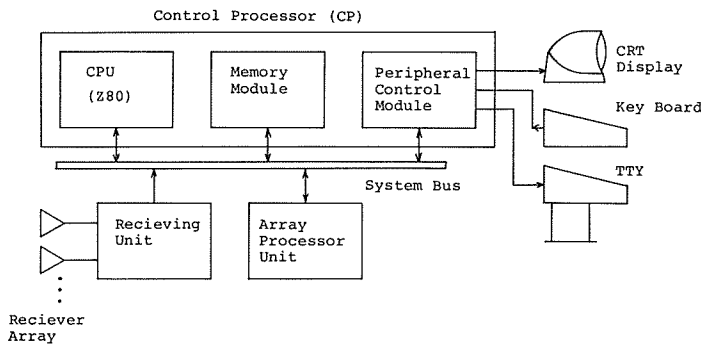 Control Processor (CP)
CPU
(Z80)
Memory
Module
Peripheral
Control
Module
CRT
Display
Key Board
TTY
System Bus
Recieving
Unit
Array
Processor
Unit
Reciever
Array